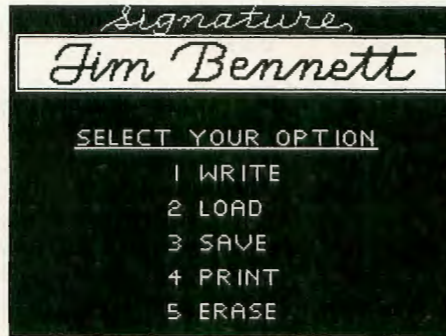 Signature
Jim Bennett
SELECT YOUR OPTION
1 WRITE
2 LOAD
3 SAVE
4 PRINT
5 ERASE